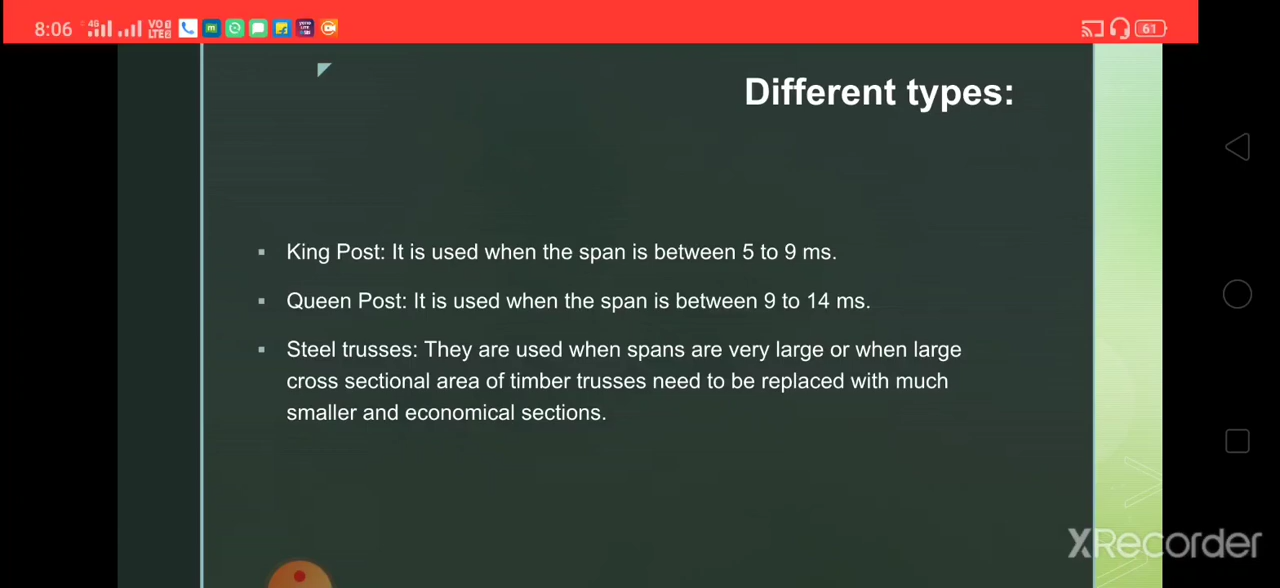 8:06 4G VO LTE 61
Different types:
▪ King Post: It is used when the span is between 5 to 9 ms.
▪ Queen Post: It is used when the span is between 9 to 14 ms.
▪ Steel trusses: They are used when spans are very large or when large
cross sectional area of timber trusses need to be replaced with much
smaller and economical sections.
XRecorder